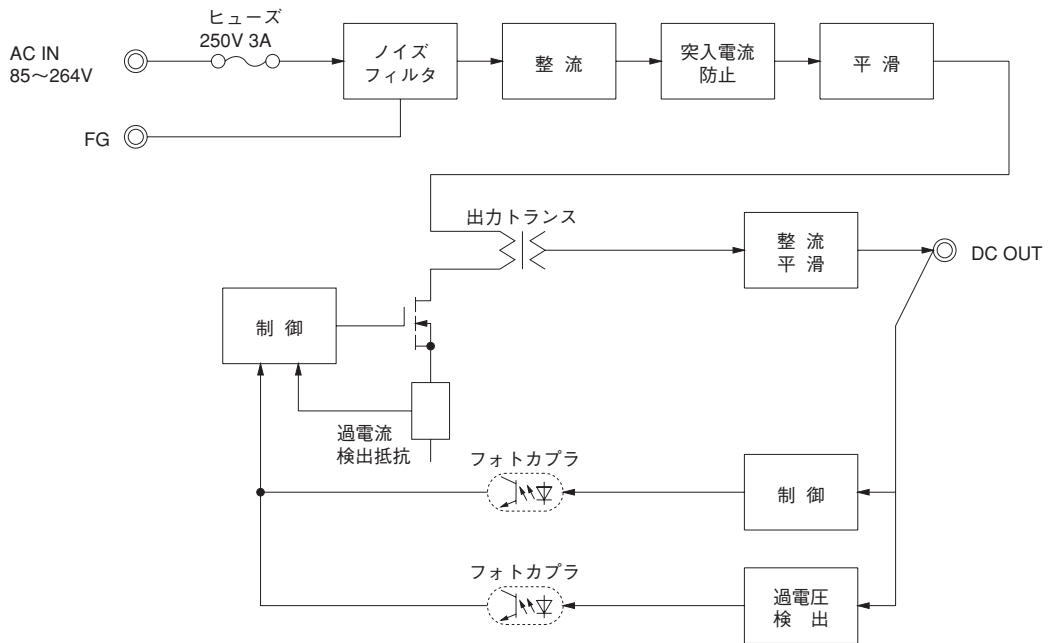 ヒューズ
250V 3A
AC IN
85～264V
ノイズ
フィルタ
整 流
突入電流
防止
平 滑
FG
出力トランス
整 流
平 滑
DC OUT
制 御
過電流
検出抵抗
フォトカプラ
制 御
フォトカプラ
過電圧
検 出